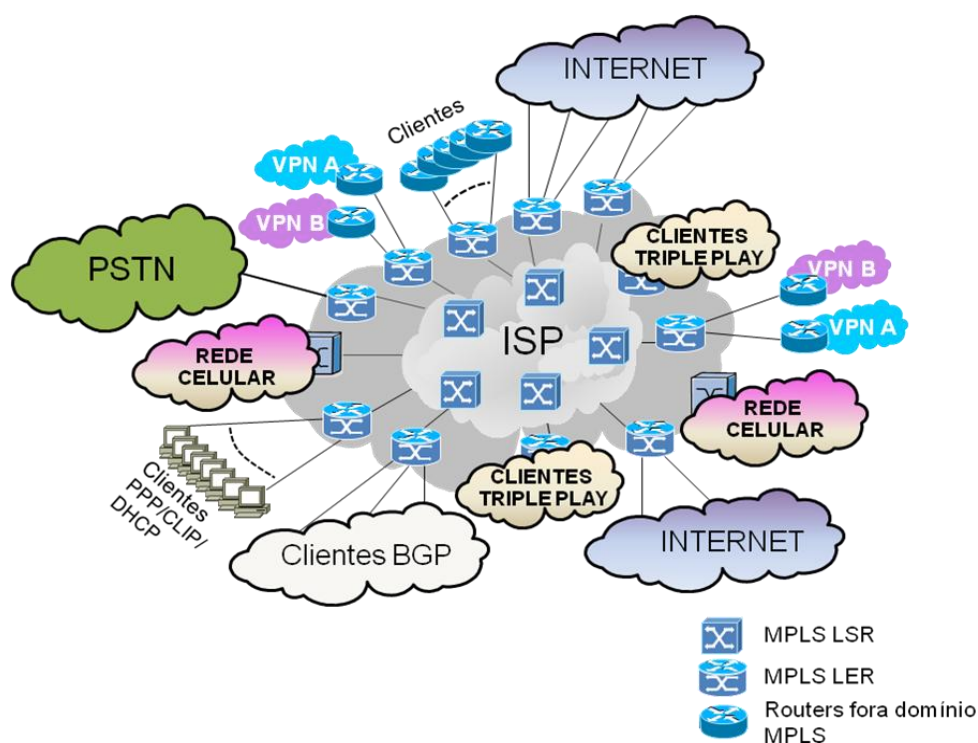 INTERNET
Clientes
VPN A
VPN B
CLIENTES
TRIPLE PLAY
PSTN
VPN B
VPN A
ISP
REDE
CELULAR
REDE
CELULAR
Clientes
PPP/CLIP/
DHCP
CLIENTES
TRIPLE PLAY
Clientes BGP
INTERNET
MPLS LSR
MPLS LER
Routers fora domínio
MPLS